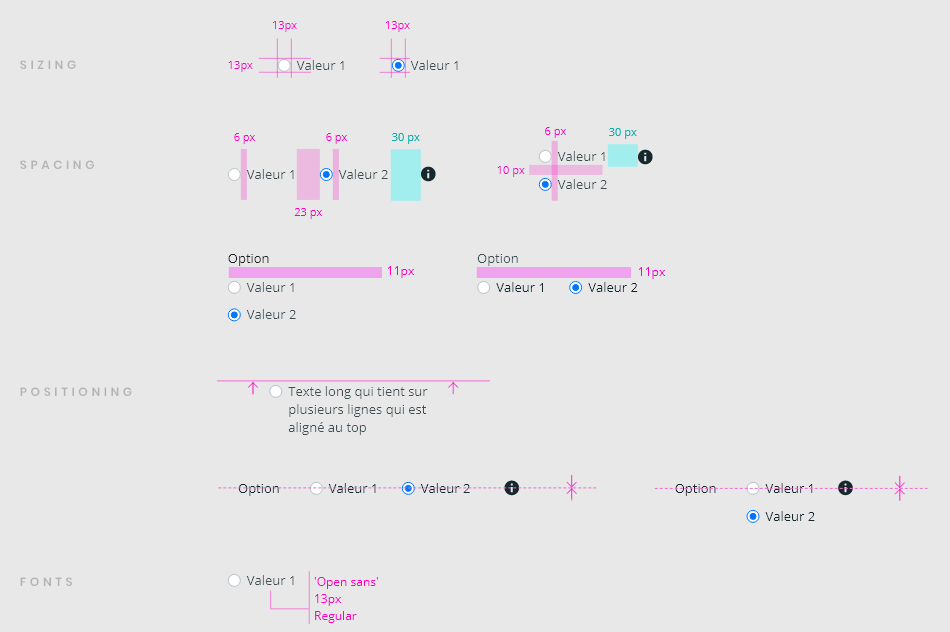 13px
13px
SIZING
13px
Valeur 1
Valeur 1
6 px
6 px
30 px
6 px
30 px
SPACING
Valeur 1
Valeur 2
Valeur 1
10 px
Valeur 2
23 px
Option
11px
Valeur 1
Valeur 2
Option
11px
Valeur 1
Valeur 2
POSITIONING
Texte long qui tient sur
plusieurs lignes qui est
aligné au top
Option
Valeur 1
Valeur 2
Option
Valeur 1
Valeur 2
FONTS
Valeur 1
'Open sans'
13px
Regular